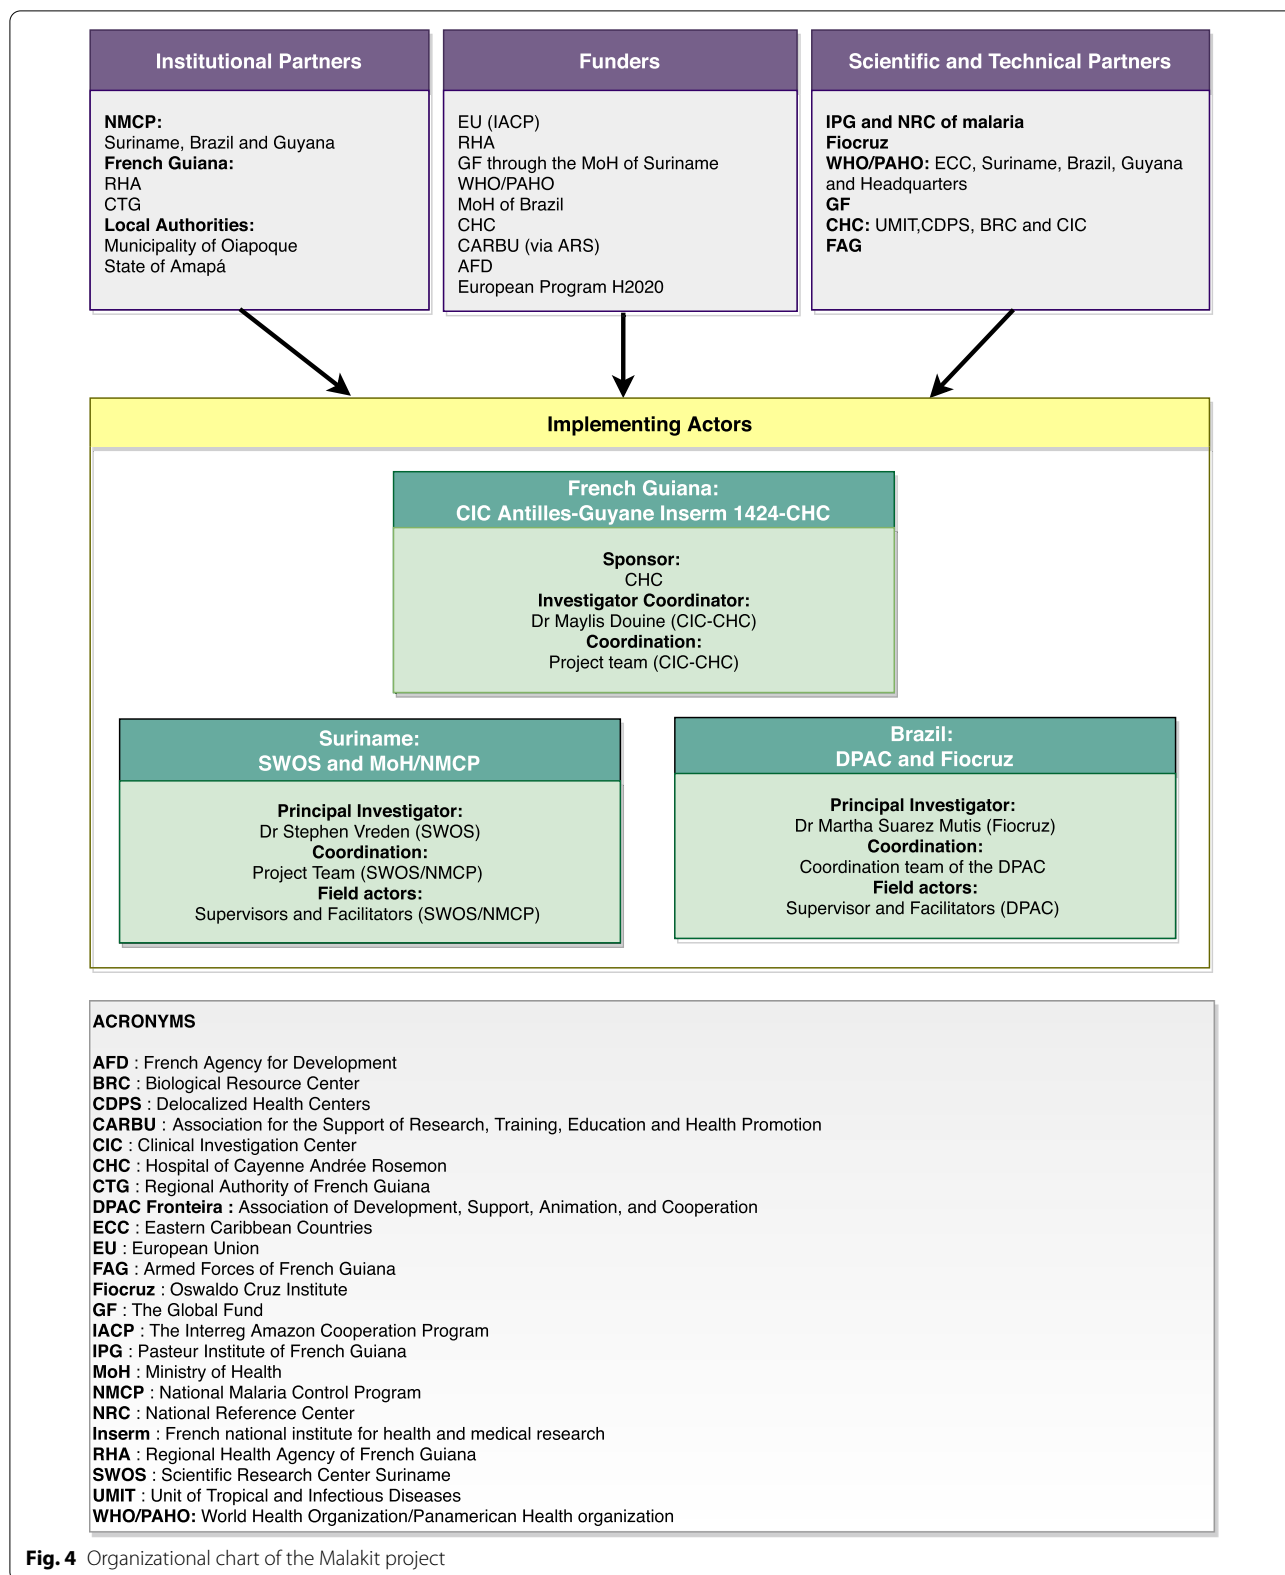 Institutional Partners
NMCP:
Suriname, Brazil and Guyana
French Guiana:
RHA
CTG
Local Authorities:
Municipality of Oiapoque
State of Amapá
Funders
EU (IACP)
RHA
GF through the MoH of Suriname
WHO/PAHO
MoH of Brazil
CHC
CARBU (via ARS)
AFD
European Program H2020
Scientific and Technical Partners
IPG and NRC of malaria
Fiocruz
WHO/PAHO: ECC, Suriname, Brazil, Guyana
and Headquarters
GF
CHC: UMIT,CDPS, BRC and CIC
FAG
Implementing Actors
French Guiana:
CIC Antilles-Guyane Inserm 1424-CHC
Sponsor:
CHC
Investigator Coordinator:
Dr Maylis Douine (CIC-CHC)
Coordination:
Project team (CIC-CHC)
Suriname:
SWOS and MoH/NMCP
Principal Investigator:
Dr Stephen Vreden (SWOS)
Coordination:
Project Team (SWOS/NMCP)
Field actors:
Supervisors and Facilitators (SWOS/NMCP)
Brazil:
DPAC and Fiocruz
Principal Investigator:
Dr Martha Suarez Mutis (Fiocruz)
Coordination:
Coordination team of the DPAC
Field actors:
Supervisor and Facilitators (DPAC)
ACRONYMS
AFD : French Agency for Development
BRC : Biological Resource Center
CDPS : Delocalized Health Centers
CARBU : Association for the Support of Research, Training, Education and Health Promotion
CIC : Clinical Investigation Center
CHC : Hospital of Cayenne Andrée Rosemon
CTG : Regional Authority of French Guiana
DPAC Fronteira : Association of Development, Support, Animation, and Cooperation
ECC : Eastern Caribbean Countries
EU : European Union
FAG : Armed Forces of French Guiana
Fiocruz : Oswaldo Cruz Institute
GF : The Global Fund
IACP : The Interreg Amazon Cooperation Program
IPG : Pasteur Institute of French Guiana
MoH : Ministry of Health
NMCP : National Malaria Control Program
NRC : National Reference Center
Inserm : French national institute for health and medical research
RHA : Regional Health Agency of French Guiana
SWOS : Scientific Research Center Suriname
UMIT : Unit of Tropical and Infectious Diseases
WHO/PAHO: World Health Organization/Panamerican Health organization
Fig. 4 Organizational chart of the Malakit project